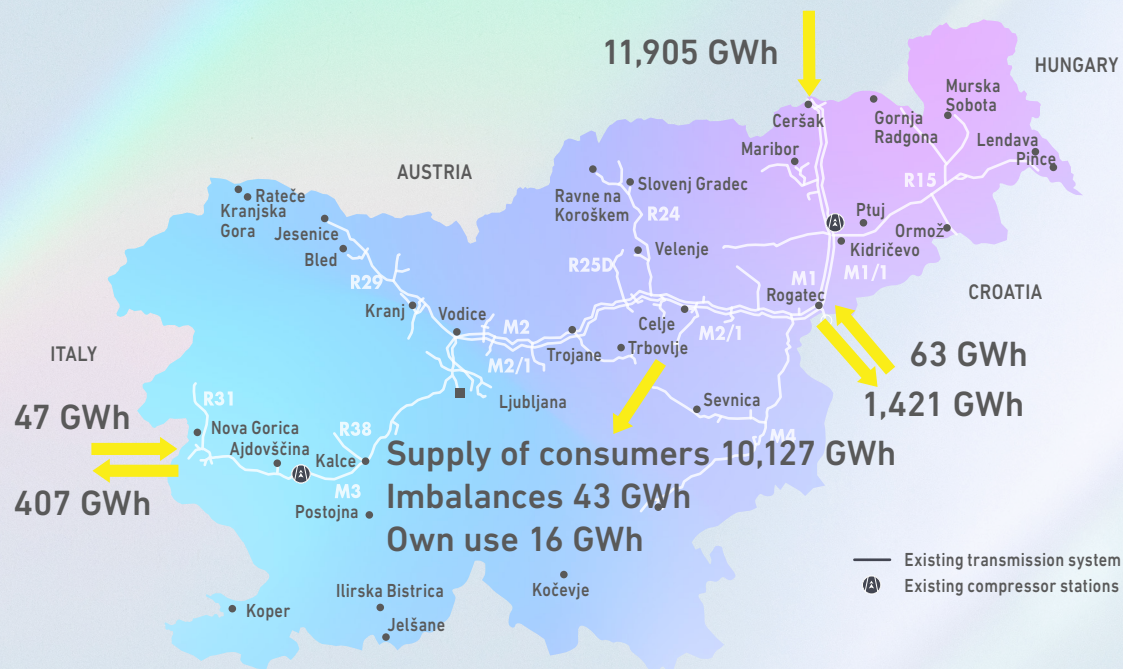 11,905 GWh
HUNGARY
Murska
Sobota
Ceršak
Gornja
Radgona
Maribor
Lendava
Pince
AUSTRIA
R15
Rateče
Kranjska
Gora
Ravne na
Koroškem
Slovenj Gradec
R24
Ptuj
Ormož
Jesenice
Bled
Velenje
Kidričevo
R25D
M1
M1/1
R29
Rogatec
CROATIA
Kranj
Vodice
M2
Celje
M2/1
Trojane
Trbovlje
M2/1
ITALY
63 GWh
Ljubljana
Sevnica
1,421 GWh
R31
47 GWh
Nova Gorica
R38
M4
Ajdovščina
Kalce
Supply of consumers 10,127 GWh
407 GWh
M3
Imbalances 43 GWh
Postojna
Own use 16 GWh
Existing transmission system
Existing compressor stations
Kočevje
Ilirska Bistrica
Koper
Jelšane